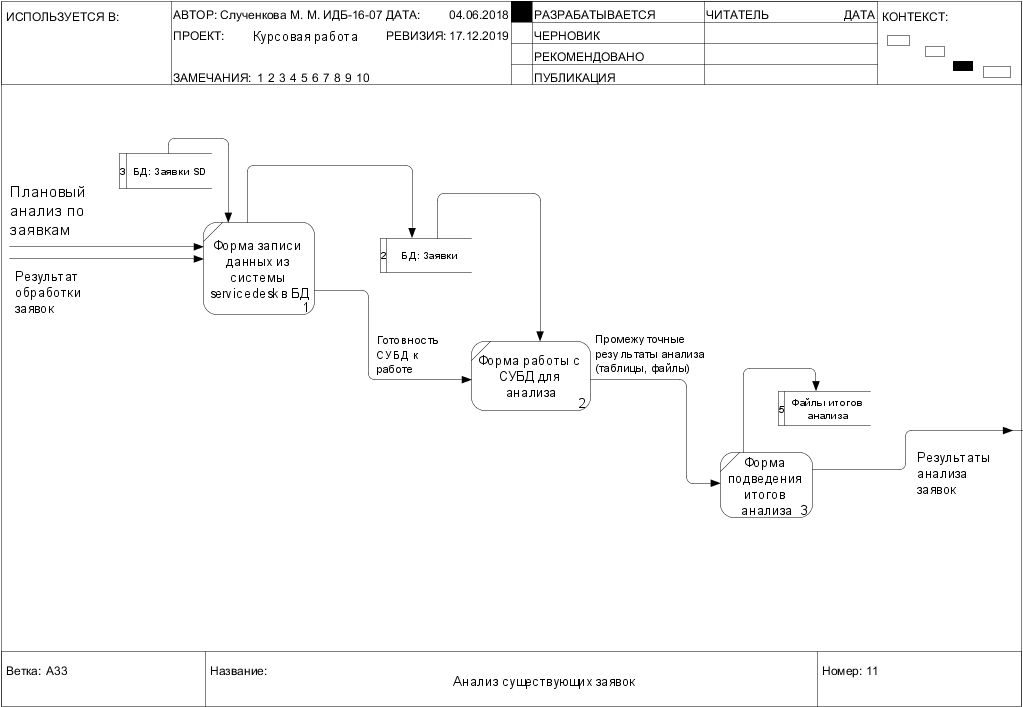 ИСПОЛЬЗУЕТСЯ В:
АВТОР: Слученкова М. М. ИДБ-16-07 ДАТА: 04.06.2018
ПРОЕКТ: Курсовая работа РЕВИЗИЯ: 17.12.2019
ЗАМЕЧАНИЯ: 1 2 3 4 5 6 7 8 9 10
РАЗРАБАТЫВАЕТСЯ
ЧЕРНОВИК
РЕКОМЕНДОВАНО
ПУБЛИКАЦИЯ
ЧИТАТЕЛЬ ДАТА
КОНТЕКСТ:
3 БД: Заявки SD
Плановый
анализ по
заявкам
Результат
обработки
заявок
Форма записи
данных из
системы
servicedesk в БД
1
2 БД: Заявки
Готовность
СУБД к
работе
Форма работы с
СУБД для
анализа
2
Промежуточные
результаты анализа
(таблицы, файлы)
5 Файлы итогов
анализа
Форма
подведения
итогов
анализа 3
Результаты
анализа
заявок
Ветка: A33
Название:
Анализ существующих заявок
Номер: 11